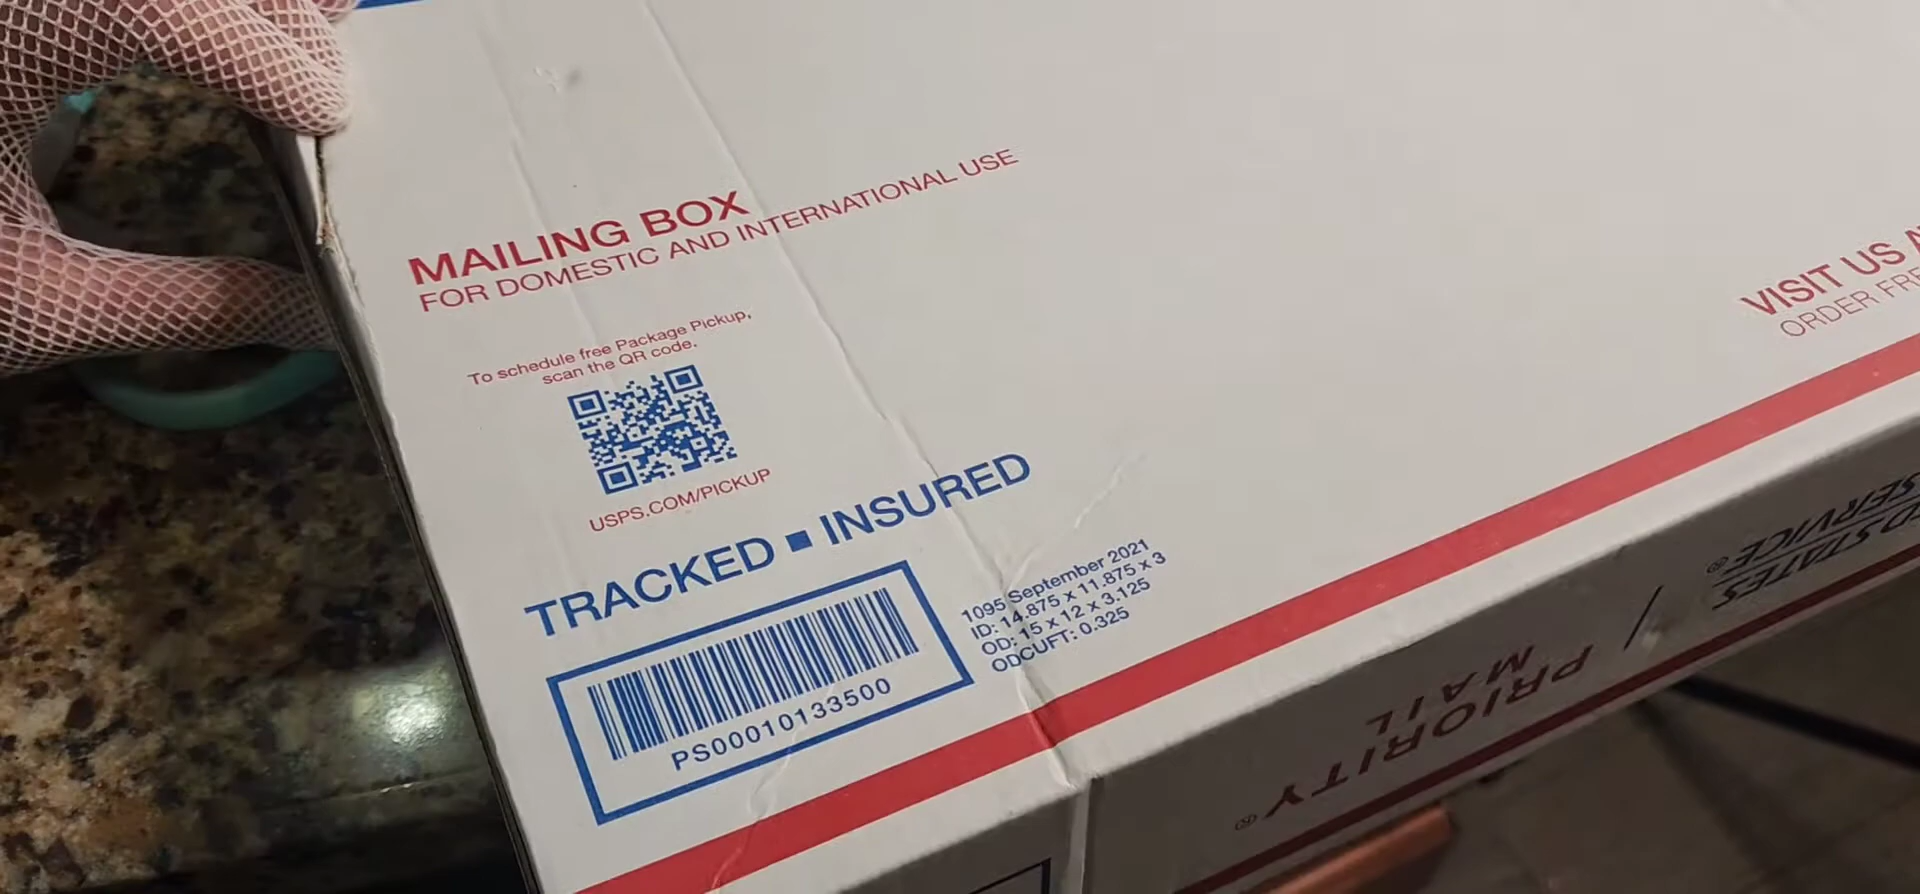 MAILING BOX
FOR DOMESTIC AND INTERNATIONAL USE
To schedule free Package Pickup,
scan the QR code.
USPS.COM/PICKUP
TRACKED ■ INSURED
PS00010133500
1095 September 2021
ID: 14.875 x 11.875 x 3
OD: 15 x 12 x 3.125
ODCUFT: 0.325
VISIT US
ORDER
STATES
SERVICE®
PRIORITY®
MAIL